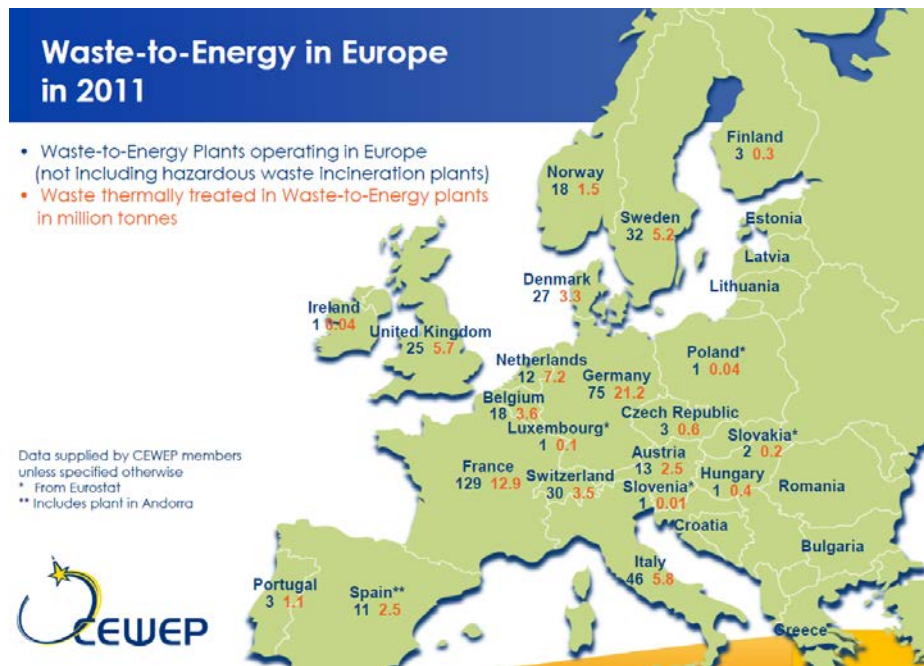 Waste-to-Energy in Europe
in 2011
• Waste-to-Energy Plants operating in Europe
(not including hazardous waste incineration plants)
• Waste thermally treated in Waste-to-Energy plants
in million tonnes
Finland
3 0.3
Norway
18 1.5
Sweden
32 5.2
Estonia
Latvia
Lithuania
Denmark
27 3.3
Ireland
1 0.04
United Kingdom
25 5.7
Netherlands
12 7.2
Germany
75 21.2
Poland*
1 0.04
Belgium
18 3.6
Luxembourg*
1 0.1
Czech Republic
3 0.6
Slovakia*
2 0.2
Austria
13 2.5
Hungary
1 0.4
France
129 12.9
Switzerland
30 3.5
Slovenia*
1 0.01
Romania
Croatia
Bulgaria
Italy
46 5.8
Portugal
3 1.1
Spain**
11 2.5
Greece
Data supplied by CEWEP members
unless specified otherwise
* From Eurostat
** Includes plant in Andorra
CEWEP